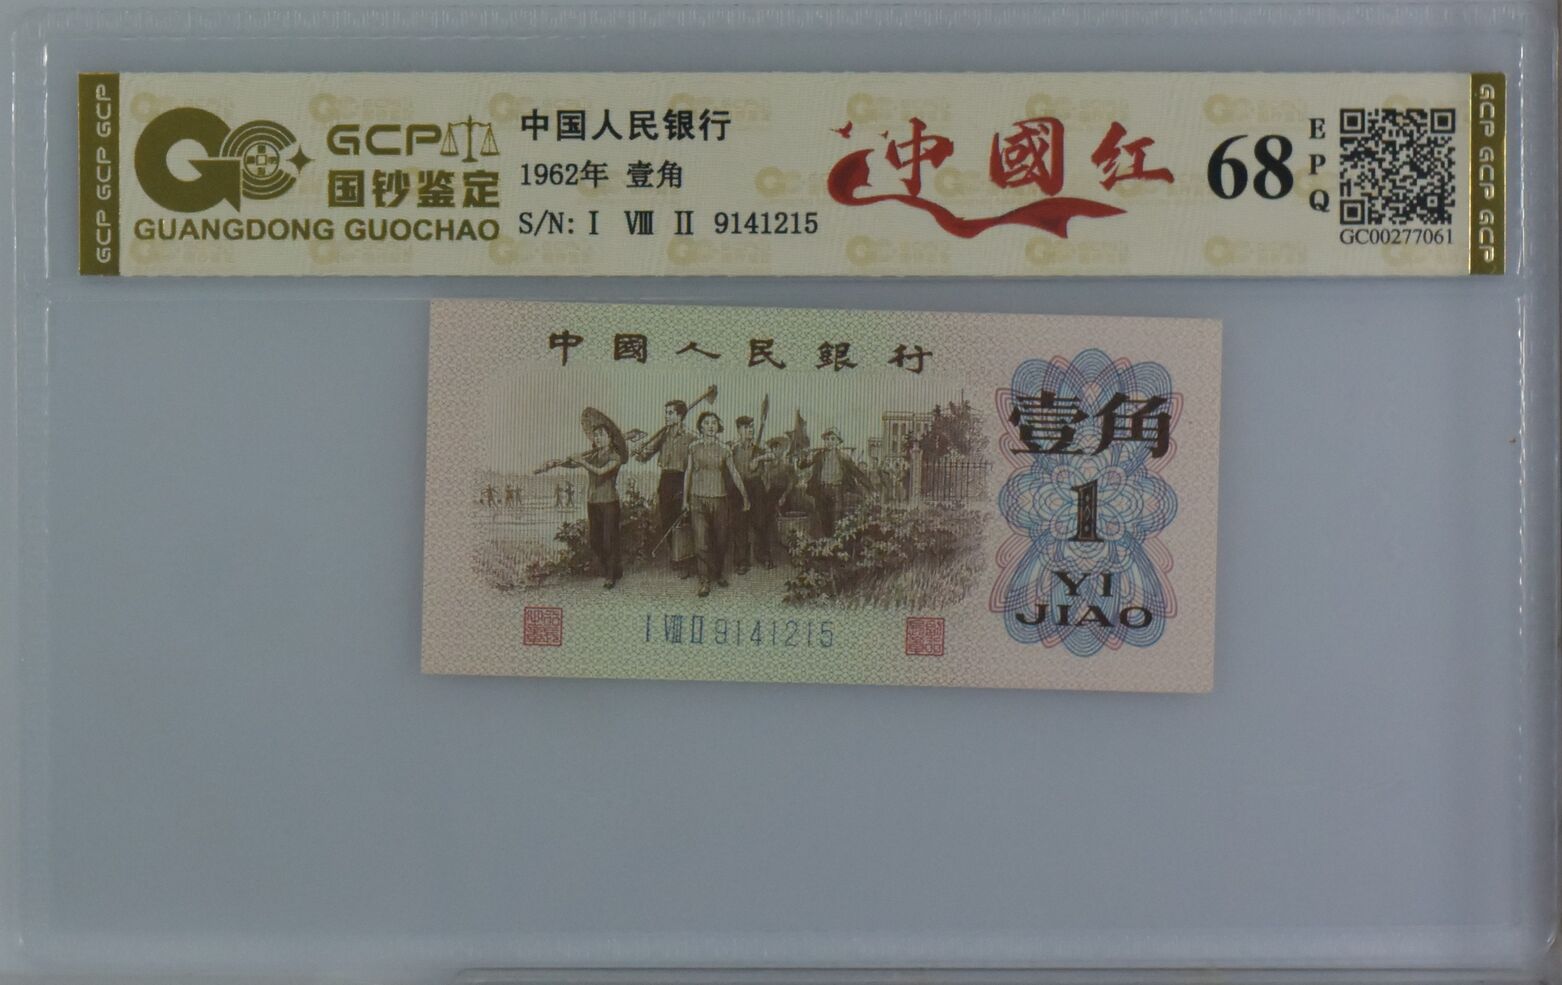 GCP GCP GCP
GCP
国钞鉴定
GUANGDONG GUOCHAO
中国人民银行
1962年 壹角
S/N: I VIII II 9141215
中國红
68
EPQ
GC00277061
GCP GCP GCP
中國人民銀行
壹角
1
YI
JIAO
I VIII II 9141215